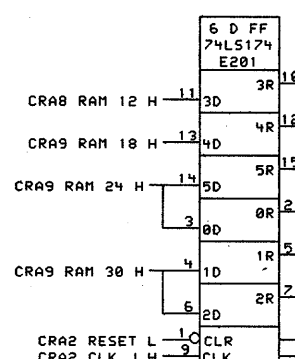 6 D FF
74LS174
E201
3R
CRA8 RAM 12 H 11 3D
4R 12
CRA9 RAM 18 H 13 4D
5R 15
CRA9 RAM 24 H 14 5D
0R 2
3 0D
1R 5
CRA9 RAM 30 H 4 1D
2R 7
6 2D
CRA2 RESET L 1 CLR
9 CLK